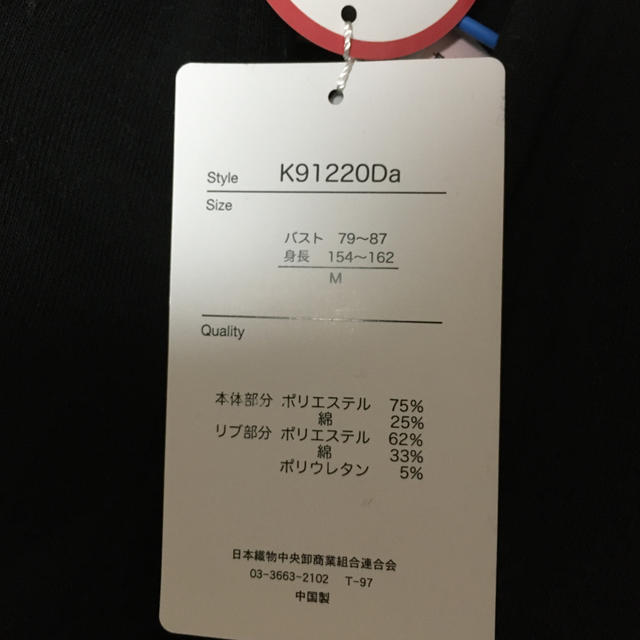 Style K91220Da
Size
バスト 79〜87
身長 154〜162
M
Quality
本体部分 ポリエステル 75%
綿 25%
リブ部分 ポリエステル 62%
綿 33%
ポリウレタン 5%
日本織物中央卸商業組合連合会
03-3663-2102 T-97
中国製